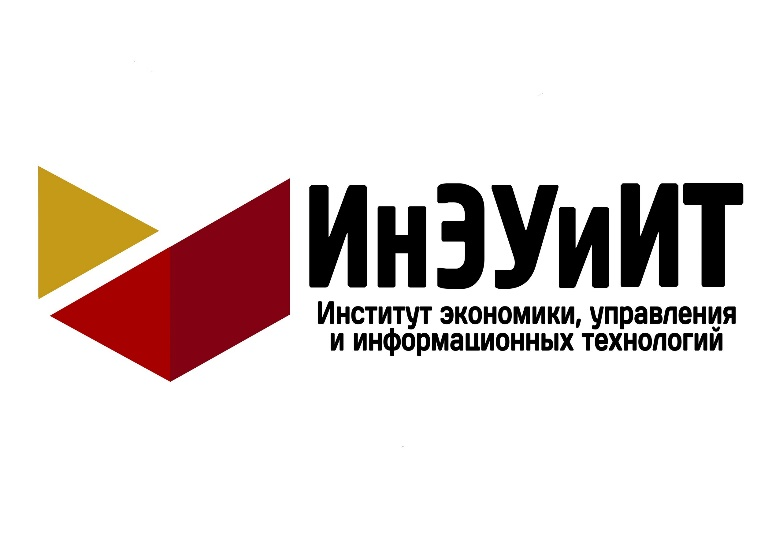 ИнЭУиИТ
Институт экономики, управления
и информационных технологий